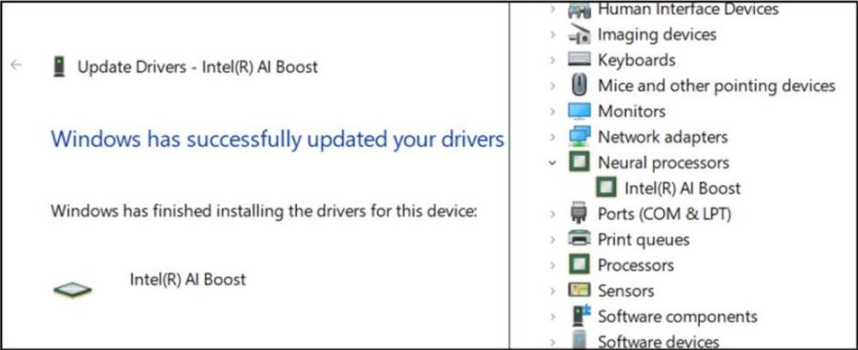 Update Drivers - Intel(R) AI Boost
Windows has successfully updated your drivers
Windows has finished installing the drivers for this device:
Intel(R) AI Boost
Human Interface Devices
Imaging devices
Keyboards
Mice and other pointing devices
Monitors
Network adapters
Neural processors
Intel(R) AI Boost
Ports (COM & LPT)
Print queues
Processors
Sensors
Software components
Software devices